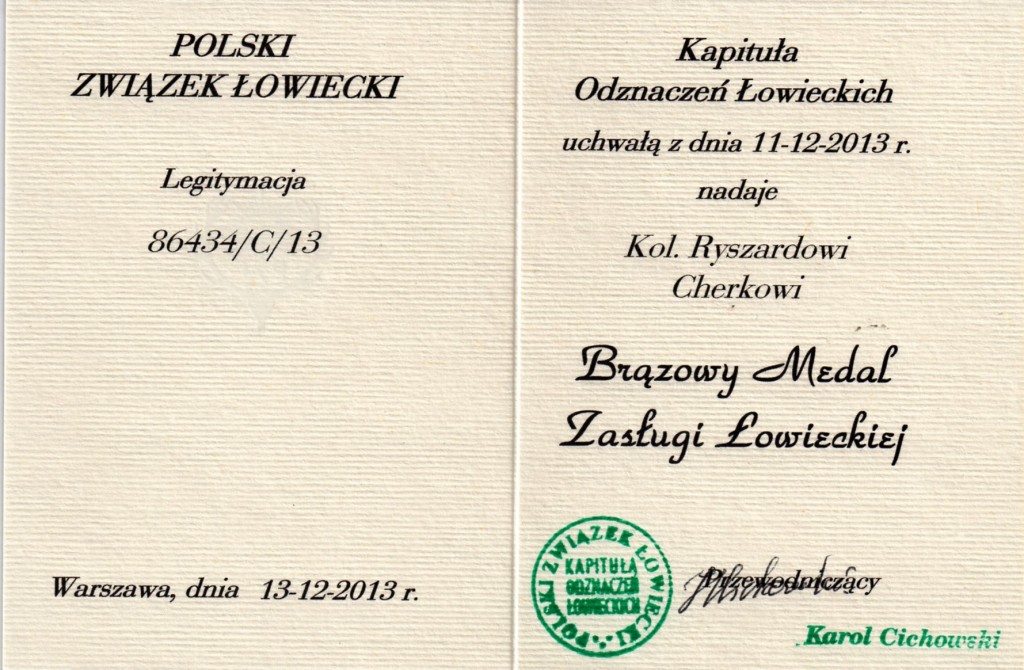 POLSKI
ZWIĄZEK ŁOWIECKI
Legitymacja
86434/C/13
Warszawa, dnia 13-12-2013 r.
Kapituła
Odznaczeń Łowieckich
uchwałą z dnia 11-12-2013 r.
nadaje
Kol. Ryszardowi
Cherkowi
Brązowy Medal
Zasługi Łowieckiej
POLSKI ZWIĄZEK ŁOWIECKI
KAPITUŁA
ODZNACZEŃ
ŁOWIECKICH
Przewodniczący
Karol Cichowski